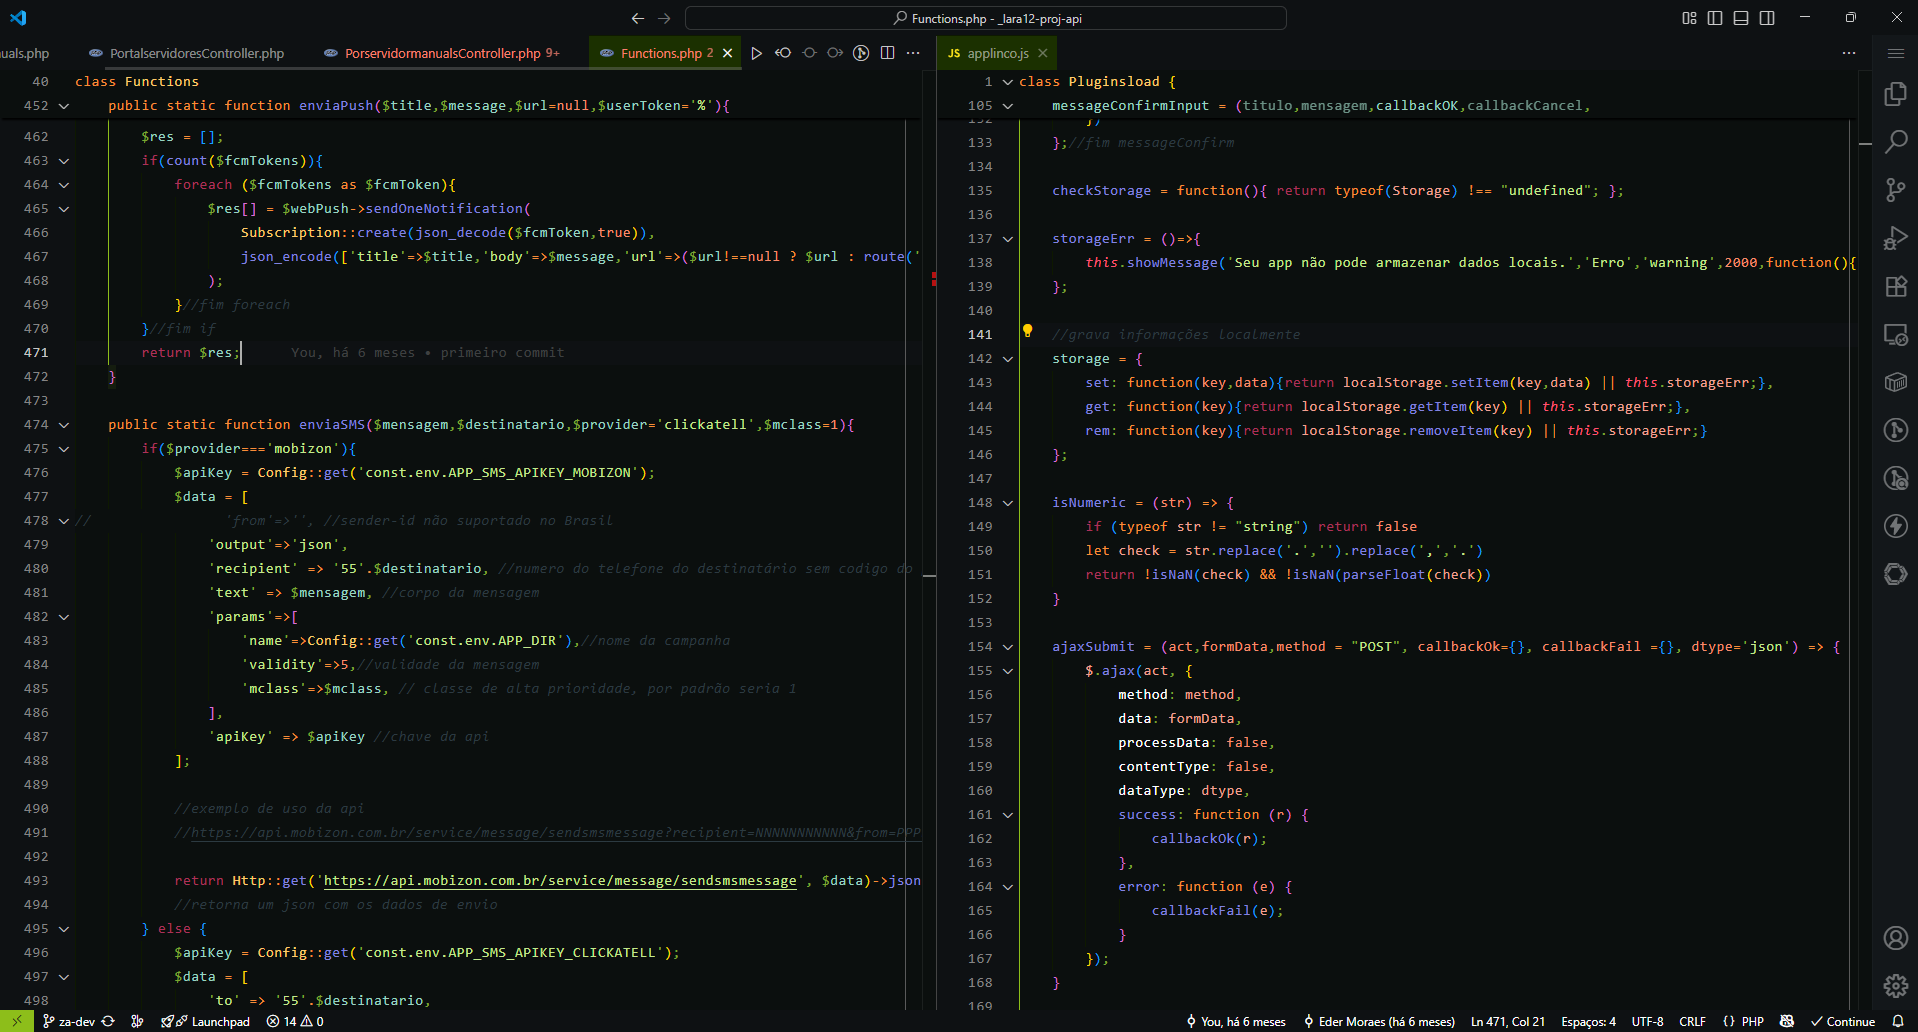 Functions.php - _lara12-proj-api
uals.php
PortalservidoresController.php
PorservidormanualsController.php 9+
Functions.php 2
JS applinco.js
40 class Functions
452 public static function enviaPush($title,$message,$url=null,$userToken='%'){
462 $res = [];
463 if(count($fcmTokens)){
464 foreach ($fcmTokens as $fcmToken){
465 $res[] = $webPush->sendOneNotification(
466 Subscription::create(json_decode($fcmToken,true)),
467 json_encode(['title'=>$title,'body'=>$message,'url'=>($url!==null ? $url : route('
468 );
469 }//fim foreach
470 }//fim if
471 return $res; You, há 6 meses • primeiro commit
472 }
473
474 public static function enviaSMS($mensagem,$destinatario,$provider='clickatell',$mclass=1){
475 if($provider==='mobizon'){
476 $apiKey = Config::get('const.env.APP_SMS_APIKEY_MOBIZON');
477 $data = [
478 // 'from'=>'', //sender-id não suportado no Brasil
479 'output'=>'json',
480 'recipient' => '55'.$destinatario, //numero do telefone do destinatário sem codigo do
481 'text' => $mensagem, //corpo da mensagem
482 'params'=>[
483 'name'=>Config::get('const.env.APP_DIR'),//nome da campanha
484 'validity'=>5,//validade da mensagem
485 'mclass'=>$mclass, // classe de alta prioridade, por padrão seria 1
486 ],
487 'apiKey' => $apiKey //chave da api
488 ];
489
490 //exemplo de uso da api
491 //https://api.mobizon.com.br/service/message/sendsmsmessage?recipient=NNNNNNNNNNN&from=PPP
492
493 return Http::get('https://api.mobizon.com.br/service/message/sendsmsmessage', $data)->json
494 //retorna um json com os dados de envio
495 } else {
496 $apiKey = Config::get('const.env.APP_SMS_APIKEY_CLICKATELL');
497 $data = [
498 'to' => '55'.$destinatario,
1 class Pluginsload {
105 messageConfirmInput = (titulo,mensagem,callbackOK,callbackCancel,
132 })
133 };//fim messageConfirm
134
135 checkStorage = function(){ return typeof(Storage) !== "undefined"; };
136
137 storageErr = ()=>{
138 this.showMessage('Seu app não pode armazenar dados locais.','Erro','warning',2000,function(){
139 };
140
141 //grava informações localmente
142 storage = {
143 set: function(key,data){return localStorage.setItem(key,data) || this.storageErr;},
144 get: function(key){return localStorage.getItem(key) || this.storageErr;},
145 rem: function(key){return localStorage.removeItem(key) || this.storageErr;}
146 };
147
148 isNumeric = (str) => {
149 if (typeof str != "string") return false
150 let check = str.replace('.','').replace(',','.')
151 return !isNaN(check) && !isNaN(parseFloat(check))
152 }
153
154 ajaxSubmit = (act,formData,method = "POST", callbackOk={}, callbackFail ={}, dtype='json') => {
155 $.ajax(act, {
156 method: method,
157 data: formData,
158 processData: false,
159 contentType: false,
160 dataType: dtype,
161 success: function (r) {
162 callbackOk(r);
163 },
164 error: function (e) {
165 callbackFail(e);
166 }
167 });
168 }
169
za-dev Launchpad 14 0 You, há 6 meses Eder Moraes (há 6 meses) Ln 471, Col 21 Espaços: 4 UTF-8 CRLF {} PHP Continue